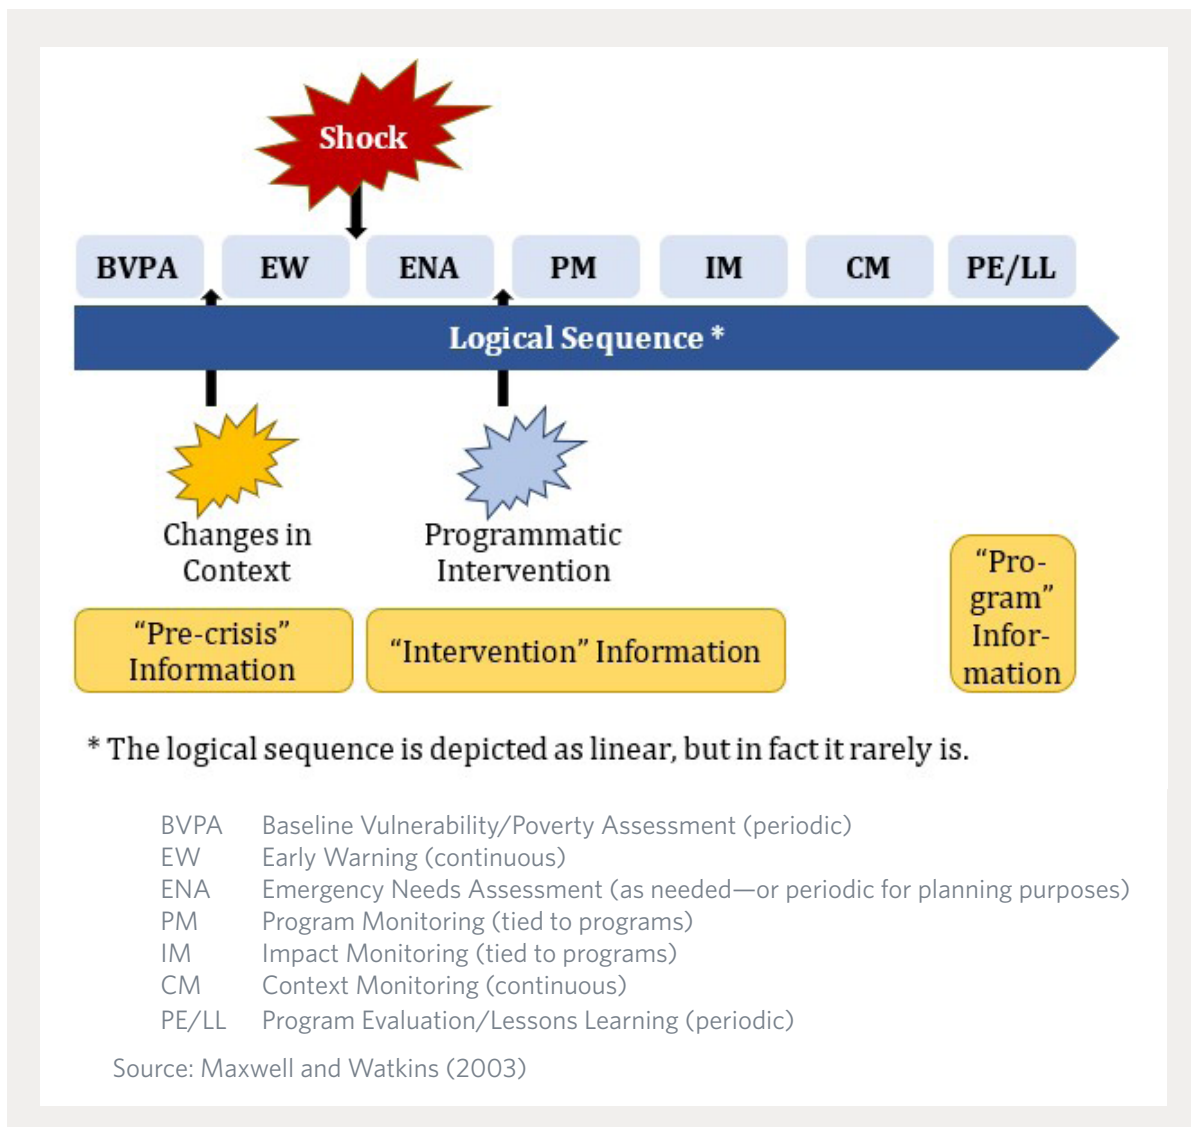 Shock
BVPA EW ENA PM IM CM PE/LL
Logical Sequence *
Changes in
Context
Programmatic
Intervention
“Pre-crisis”
Information
“Intervention” Information
“Pro-
gram”
Infor-
mation
* The logical sequence is depicted as linear, but in fact it rarely is.
BVPA Baseline Vulnerability/Poverty Assessment (periodic)
EW Early Warning (continuous)
ENA Emergency Needs Assessment (as needed—or periodic for planning purposes)
PM Program Monitoring (tied to programs)
IM Impact Monitoring (tied to programs)
CM Context Monitoring (continuous)
PE/LL Program Evaluation/Lessons Learning (periodic)
Source: Maxwell and Watkins (2003)